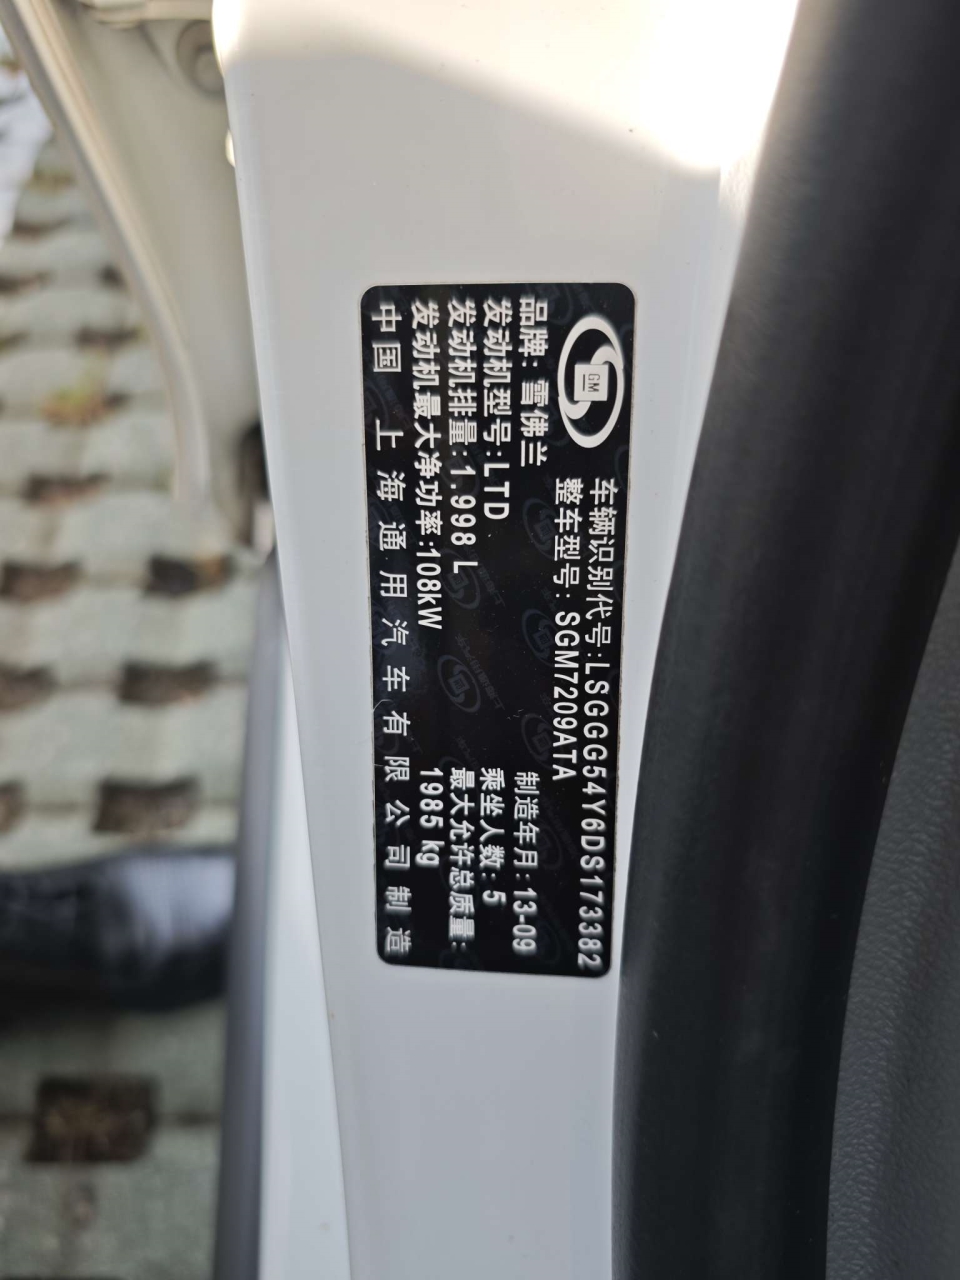 GM
车辆识别代号:LSGGG54Y6DS173382
整车型号: SGM7209ATA
品牌: 雪佛兰
发动机型号:LTD
发动机排量:1.998 L
发动机最大净功率:108kW
制造年月: 13-09
乘坐人数: 5
最大允许总质量:
1985 kg
中国 上海通用汽车有限公司制造